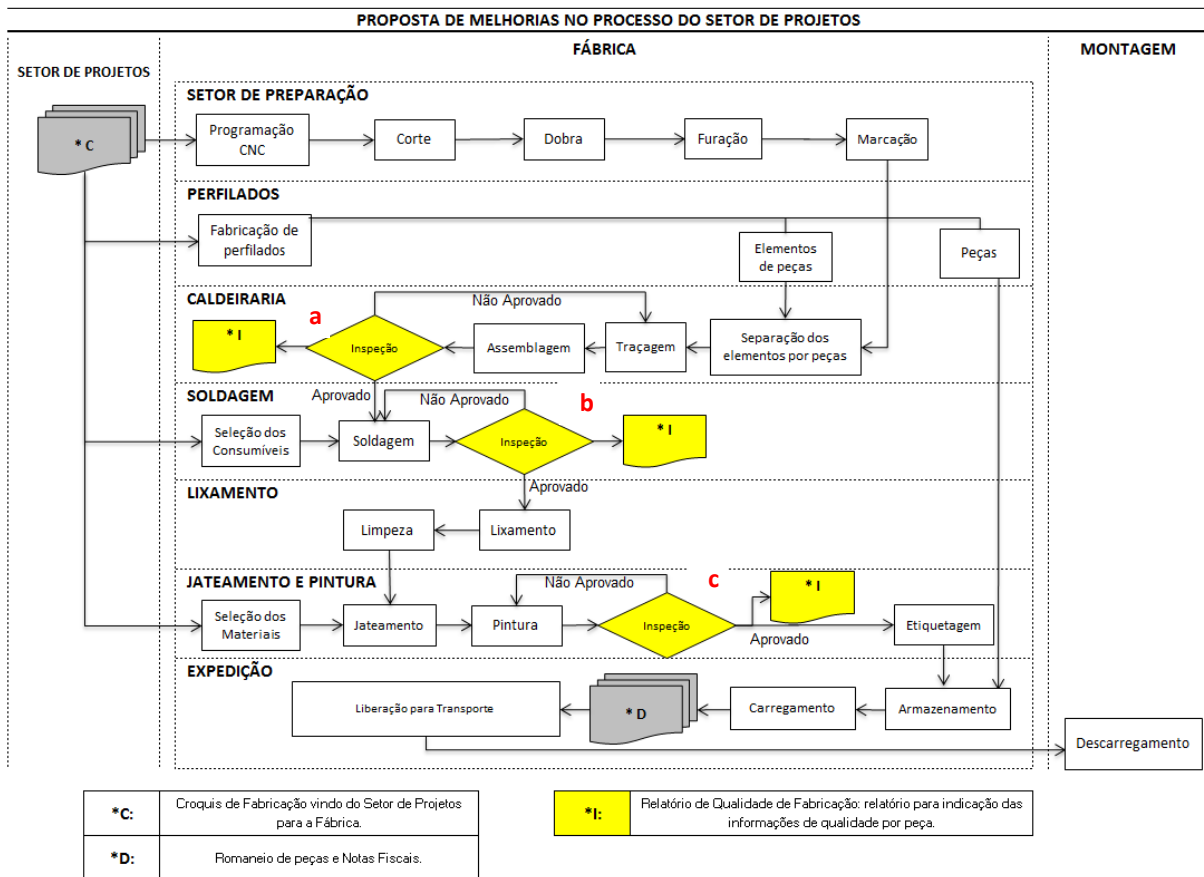 PROPOSTA DE MELHORIAS NO PROCESSO DO SETOR DE PROJETOS
SETOR DE PROJETOS
FÁBRICA
MONTAGEM
* C
SETOR DE PREPARAÇÃO
Programação
CNC
Corte
Dobra
Furação
Marcação
PERFILADOS
Fabricação de
perfilados
Elementos
de peças
Peças
CALDEIRARIA
Não Aprovado
a
* I
Inspeção
Assemblagem
Traçagem
Separação dos
elementos por peças
Aprovado
SOLDAGEM
Não Aprovado
b
Seleção dos
Consumíveis
Soldagem
Inspeção
* I
Aprovado
LIXAMENTO
Limpeza
Lixamento
JATEAMENTO E PINTURA
Não Aprovado
c
* I
Seleção dos
Materiais
Jateamento
Pintura
Inspeção
Aprovado
Etiquetagem
EXPEDIÇÃO
Liberação para Transporte
* D
Carregamento
Armazenamento
Descarregamento
*C:
Croquis de Fabricação vindo do Setor de Projetos
para a Fábrica.
*D:
Romaneio de peças e Notas Fiscais.
*I:
Relatório de Qualidade de Fabricação: relatório para indicação das
informações de qualidade por peça.